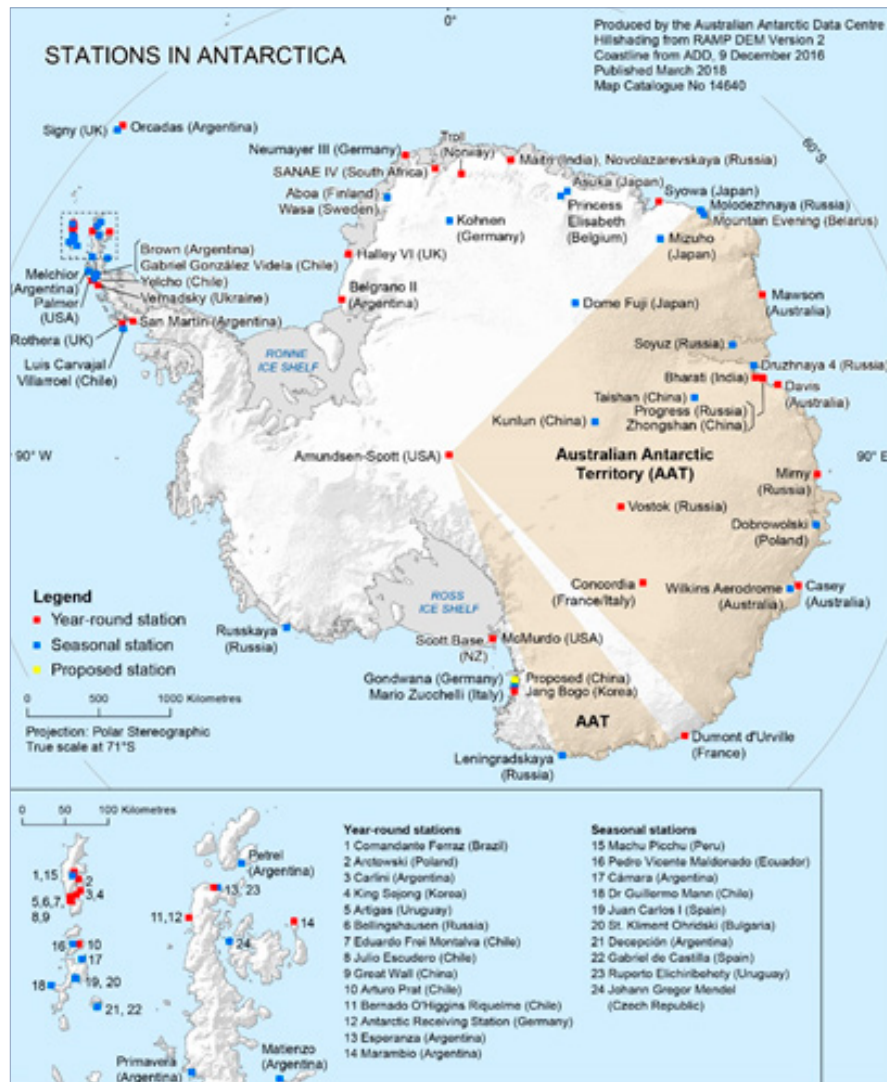 STATIONS IN ANTARCTICA
0°
Produced by the Australian Antarctic Data Centre
Hillshading from RAMP DEM Version 2
Coastline from ADD, 9 December 2016
Published March 2018
Map Catalogue No 14640
60°S
Signy (UK)
Orcadas (Argentina)
Neumayer III (Germany)
SANAE IV (South Africa)
Troll
(Norway)
Maitri (India), Novolazarevskaya (Russia)
Aboa (Finland)
Wasa (Sweden)
Kohnen
(Germany)
Asuka (Japan)
Princess
Elisabeth
(Belgium)
Syowa (Japan)
Molodezhnaya (Russia)
Mountain Evening (Belarus)
Mizuho
(Japan)
Brown (Argentina)
Gabriel González Videla (Chile)
Yelcho (Chile)
Vernadsky (Ukraine)
Melchior
(Argentina)
Palmer
(USA)
San Martin (Argentina)
Rothera (UK)
Luis Carvajal
Villarroel (Chile)
Halley VI (UK)
Belgrano II
(Argentina)
Dome Fuji (Japan)
Mawson
(Australia)
RONNE
ICE SHELF
Soyuz (Russia)
Druzhnaya 4 (Russia)
Bharati (India)
Davis
(Australia)
Taishan (China)
Progress (Russia)
Zhongshan (China)
Kunlun (China)
90° W
Amundsen-Scott (USA)
Australian Antarctic
Territory (AAT)
90° E
Mirny
(Russia)
Vostok (Russia)
Dobrowolski
(Poland)
Concordia
(France/Italy)
Wilkins Aerodrome
(Australia)
Casey
(Australia)
ROSS
ICE SHELF
Legend
Year-round station
Seasonal station
Proposed station
Russkaya
(Russia)
Scott Base
(NZ)
McMurdo (USA)
Gondwana (Germany)
Mario Zucchelli (Italy)
Proposed (China)
Jang Bogo (Korea)
0 500 1000 Kilometres
Projection: Polar Stereographic
True scale at 71°S
AAT
Leningradskaya
(Russia)
Dumont d'Urville
(France)
0 50 100 Kilometres
Petrel
(Argentina)
1,15
2
3,4
5,6,7,
8,9
13, 23
11,12
14
24
16
10
17
18
19, 20
21, 22
Primavera
(Argentina)
Matienzo
(Argentina)
Year-round stations
1 Comandante Ferraz (Brazil)
2 Arctowski (Poland)
3 Carlini (Argentina)
4 King Sejong (Korea)
5 Artigas (Uruguay)
6 Bellingshausen (Russia)
7 Eduardo Frei Montalva (Chile)
8 Julio Escudero (Chile)
9 Great Wall (China)
10 Arturo Prat (Chile)
11 Bernado O'Higgins Riquelme (Chile)
12 Antarctic Receiving Station (Germany)
13 Esperanza (Argentina)
14 Marambio (Argentina)
Seasonal stations
15 Machu Picchu (Peru)
16 Pedro Vicente Maldonado (Ecuador)
17 Cámara (Argentina)
18 Dr Guillermo Mann (Chile)
19 Juan Carlos I (Spain)
20 St. Kliment Ohridski (Bulgaria)
21 Decepción (Argentina)
22 Gabriel de Castilla (Spain)
23 Ruperto Elichiribehety (Uruguay)
24 Johann Gregor Mendel
(Czech Republic)